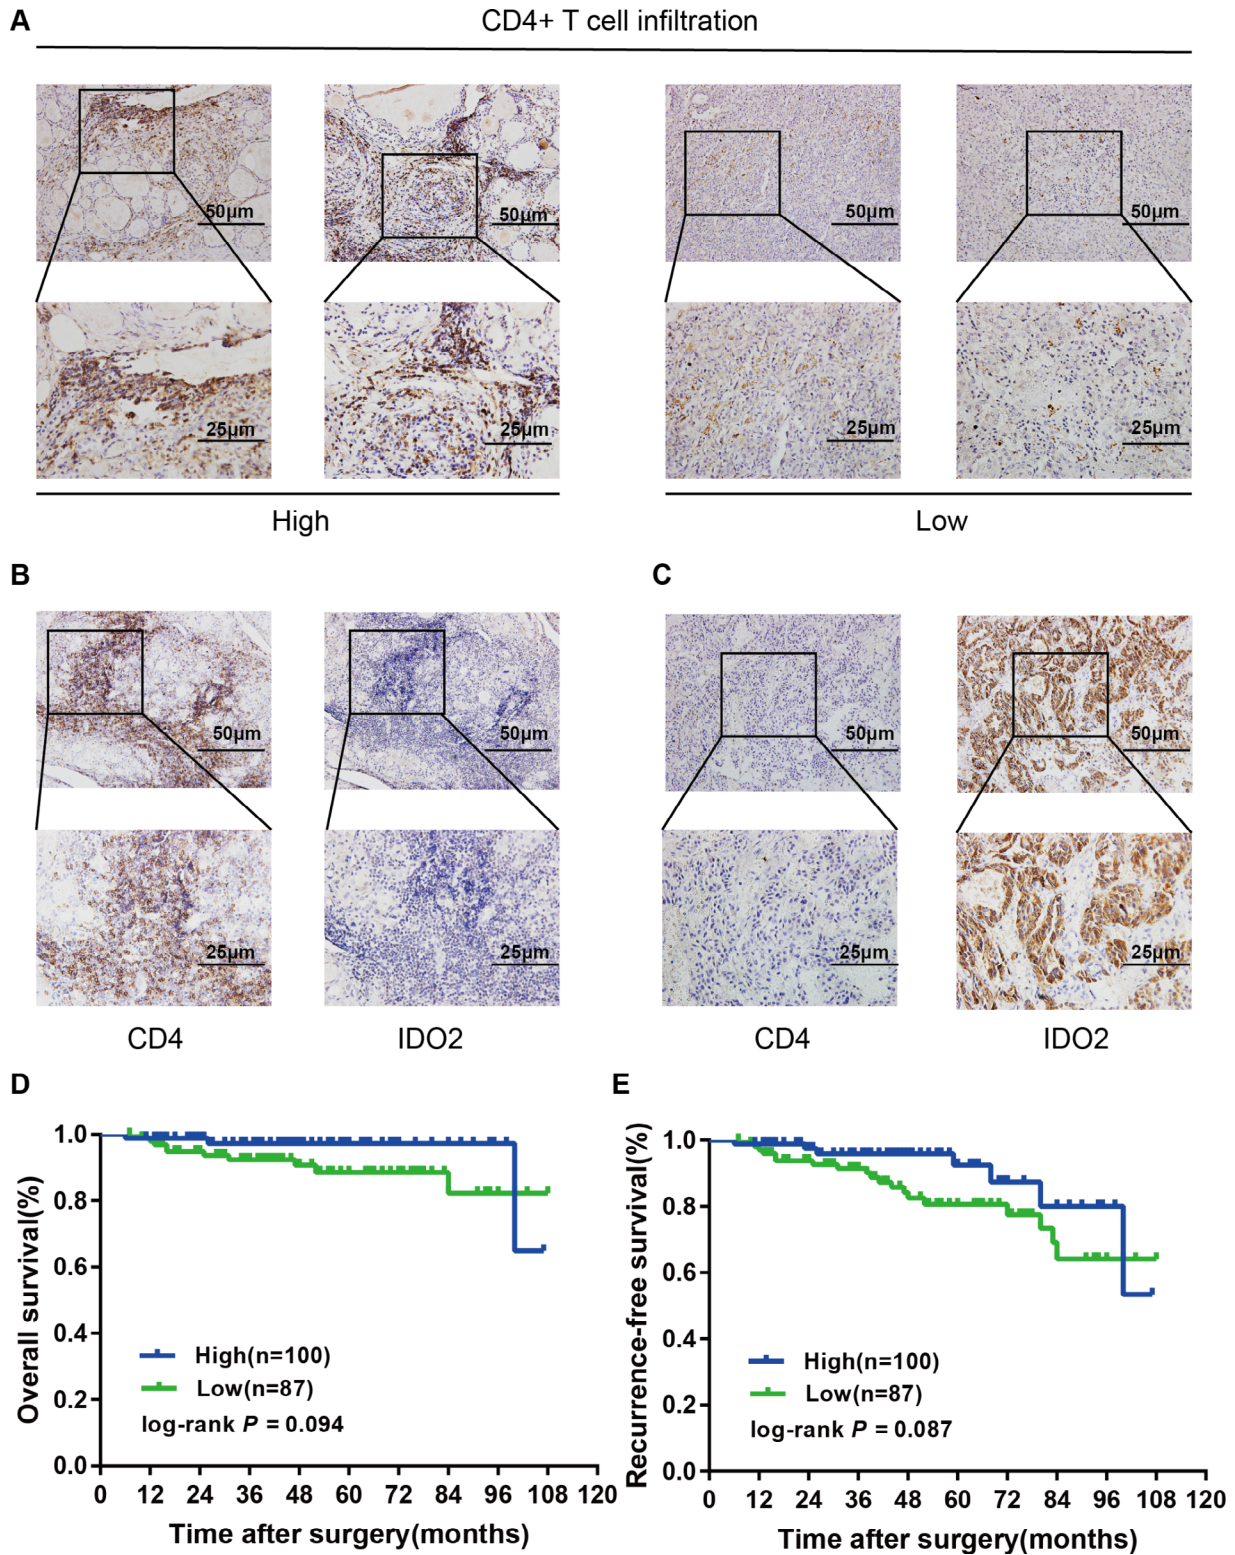 A
CD4+ T cell infiltration
50μm
50μm
50μm
50μm
25μm
25μm
25μm
25μm
High
Low
B
C
50μm
50μm
50μm
50μm
25μm
25μm
25μm
25μm
CD4
IDO2
CD4
IDO2
D
Overall survival(%)
1.0
0.8
0.6
0.4
0.2
0.0
High(n=100)
Low(n=87)
log-rank P = 0.094
0 12 24 36 48 60 72 84 96 108 120
Time after surgery(months)
E
Recurrence-free survival(%)
1.0
0.8
0.6
0.4
0.2
0.0
High(n=100)
Low(n=87)
log-rank P = 0.087
0 12 24 36 48 60 72 84 96 108 120
Time after surgery(months)